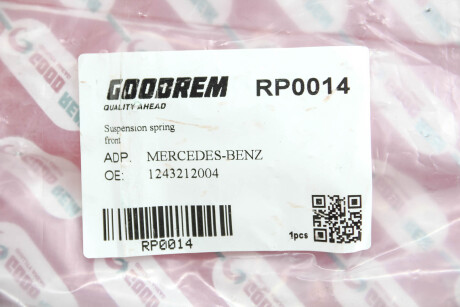 GOODREM RP0014
QUALITY AHEAD
Suspension spring
front
ADP. MERCEDES-BENZ
OE: 1243212004
RP0014
1pcs